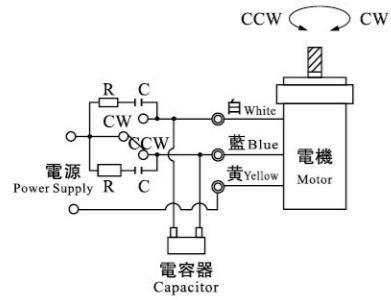 CCW CW
R C
白 White
CW
CCW
藍 Blue
電機
Motor
電源
Power Supply
R C
黃 Yellow
電容器
Capacitor